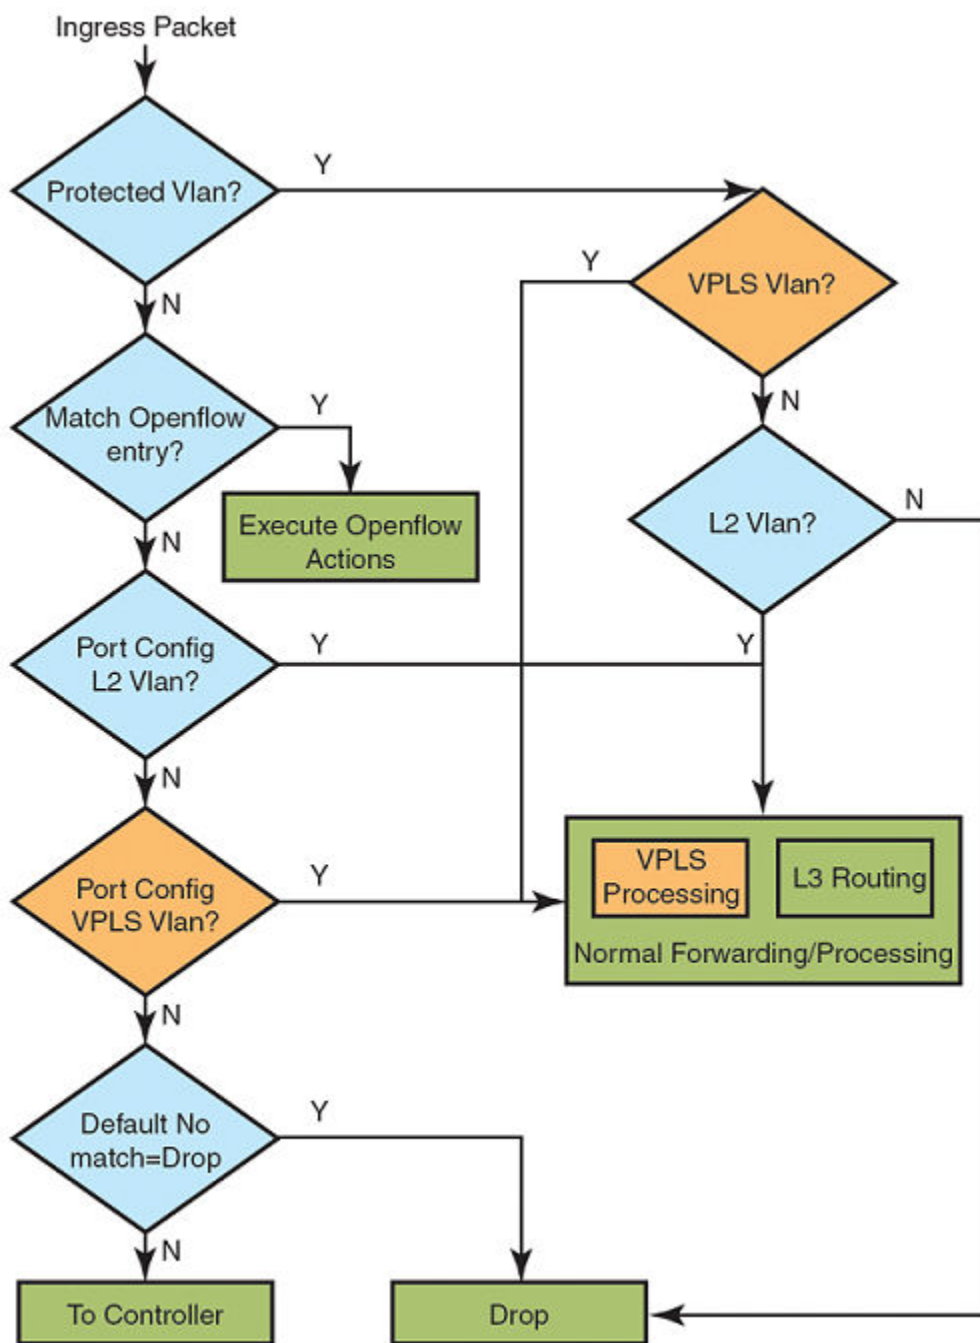 Ingress Packet
Y
Protected Vlan?
Y
VPLS Vlan?
N
Y
Match Openflow
entry?
N
Execute Openflow
Actions
N
L2 Vlan?
N
Y
Port Config
L2 Vlan?
Y
N
Y
Port Config
VPLS Vlan?
VPLS
Processing
L3 Routing
Normal Forwarding/Processing
N
Y
Default No
match=Drop
N
To Controller
Drop